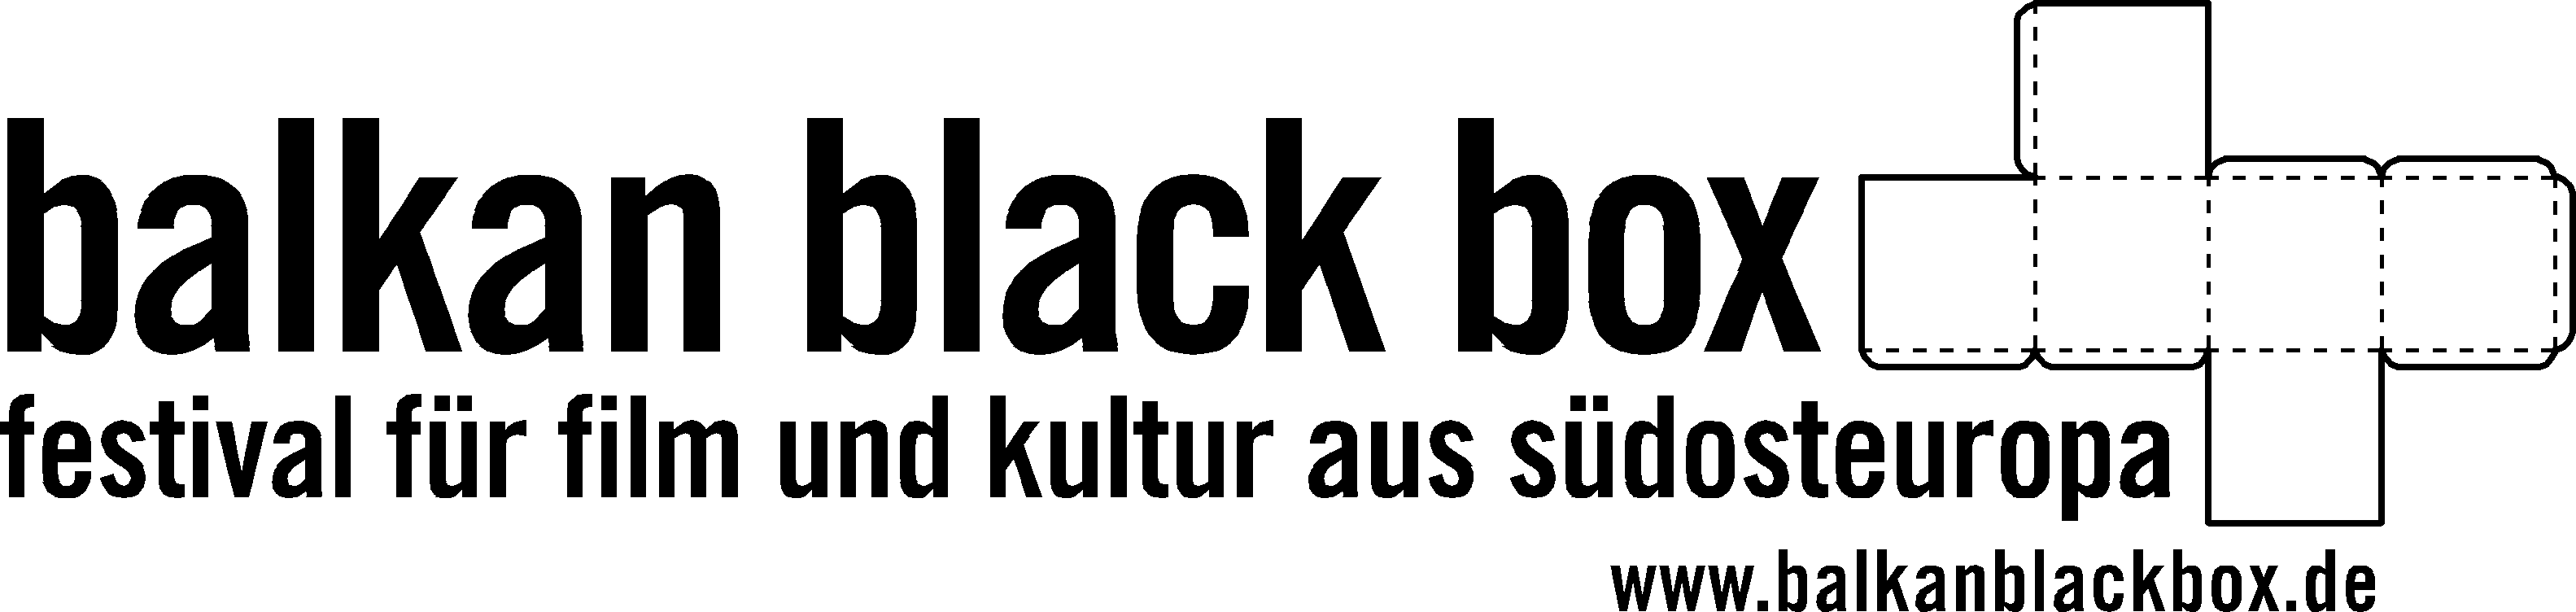 balkan black box
festival für film und kultur aus südosteuropa
www.balkanblackbox.de